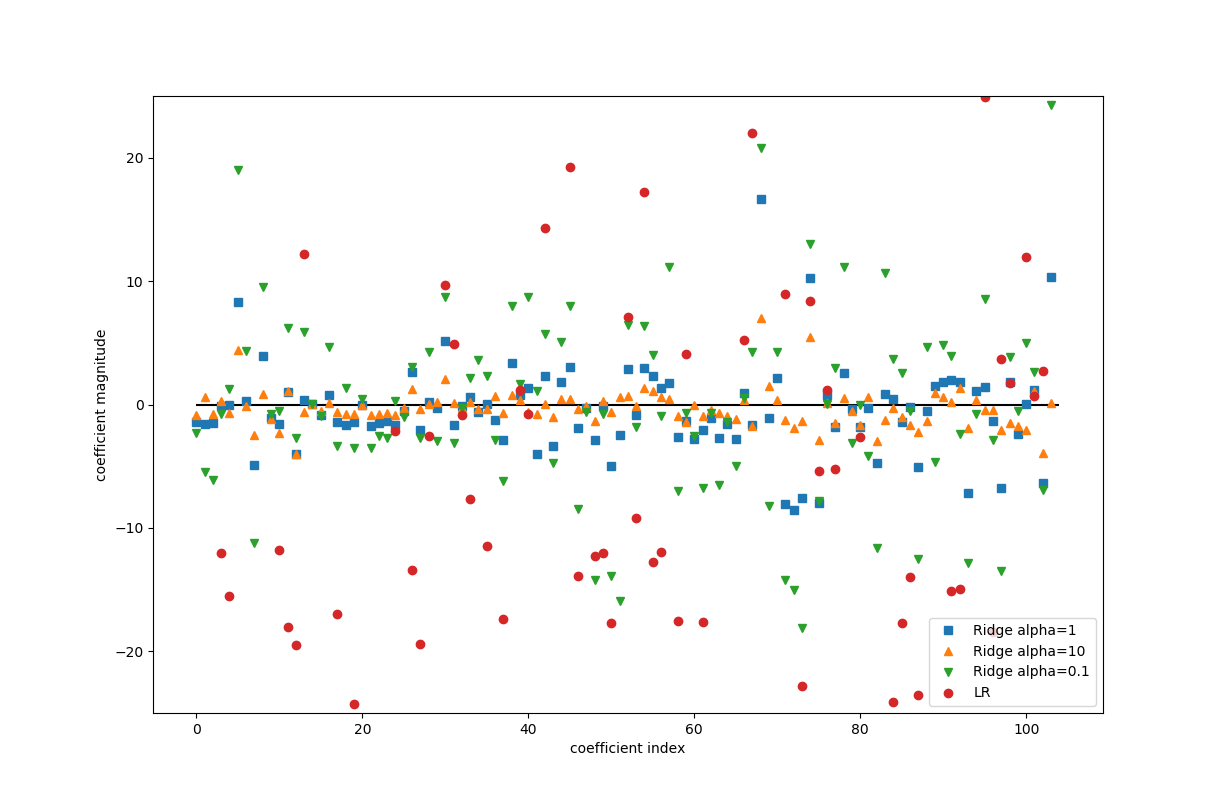 20
10
0
−10
−20
coefficient magnitude
Ridge alpha=1
Ridge alpha=10
Ridge alpha=0.1
LR
0
20
40
60
80
100
coefficient index